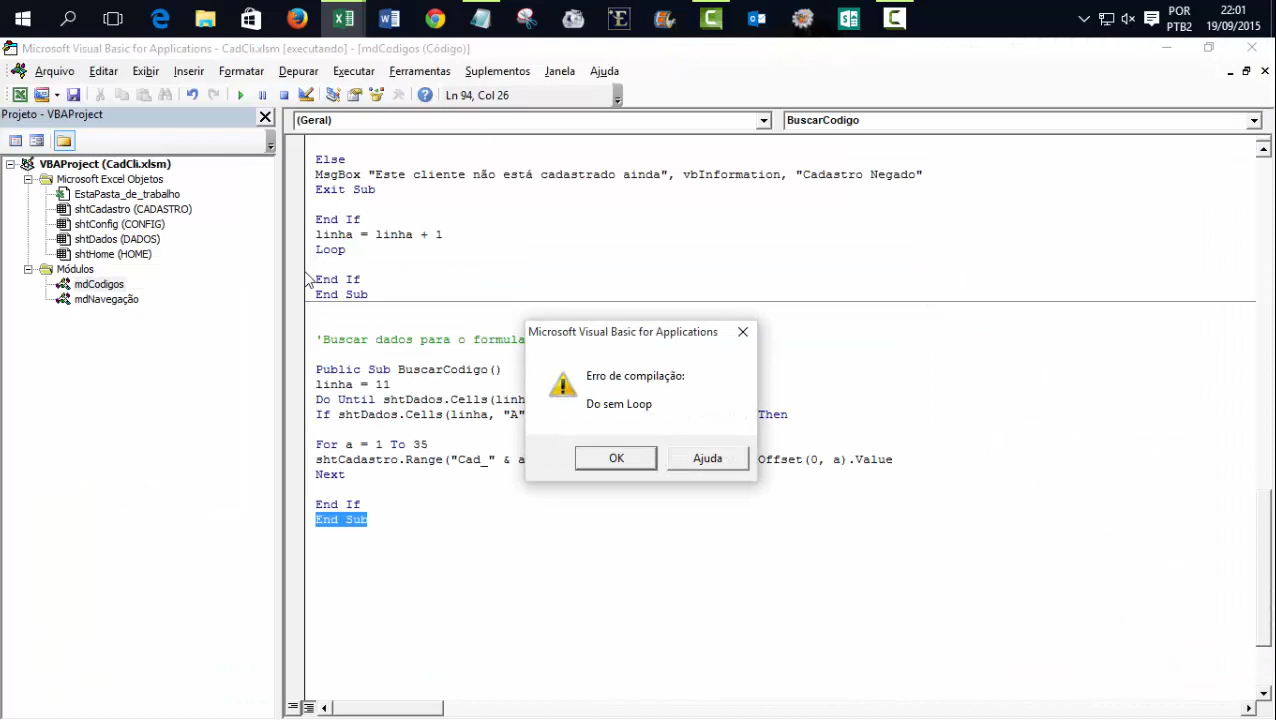 POR
PTB2
22:01
19/09/2015
Microsoft Visual Basic for Applications - CadCli.xlsm [executando] - [mdCodigos (Código)]
Arquivo Editar Exibir Inserir Formatar Depurar Executar Ferramentas Suplementos Janela Ajuda
Ln 94, Col 26
Projeto - VBAProject
VBAProject (CadCli.xlsm)
Microsoft Excel Objetos
EstaPasta_de_trabalho
shtCadastro (CADASTRO)
shtConfig (CONFIG)
shtDados (DADOS)
shtHome (HOME)
Módulos
mdCodigos
mdNavegação
(Geral)
BuscarCodigo
Else
MsgBox "Este cliente não está cadastrado ainda", vbInformation, "Cadastro Negado"
Exit Sub
End If
linha = linha + 1
Loop
End If
End Sub
'Buscar dados para o formula
Public Sub BuscarCodigo()
linha = 11
Do Until shtDados.Cells(linh
If shtDados.Cells(linha, "A" Then
For a = 1 To 35
shtCadastro.Range("Cad_" & a Offset(0, a).Value
Next
End If
End Sub
Microsoft Visual Basic for Applications
Erro de compilação:
Do sem Loop
OK
Ajuda